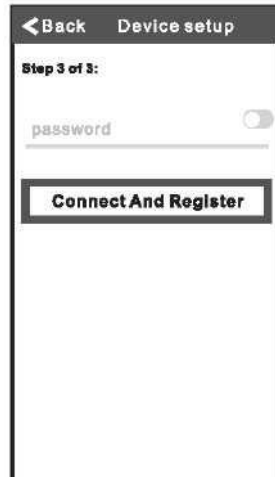 Back Device setup
Step 3 of 3:
password
Connect And Register